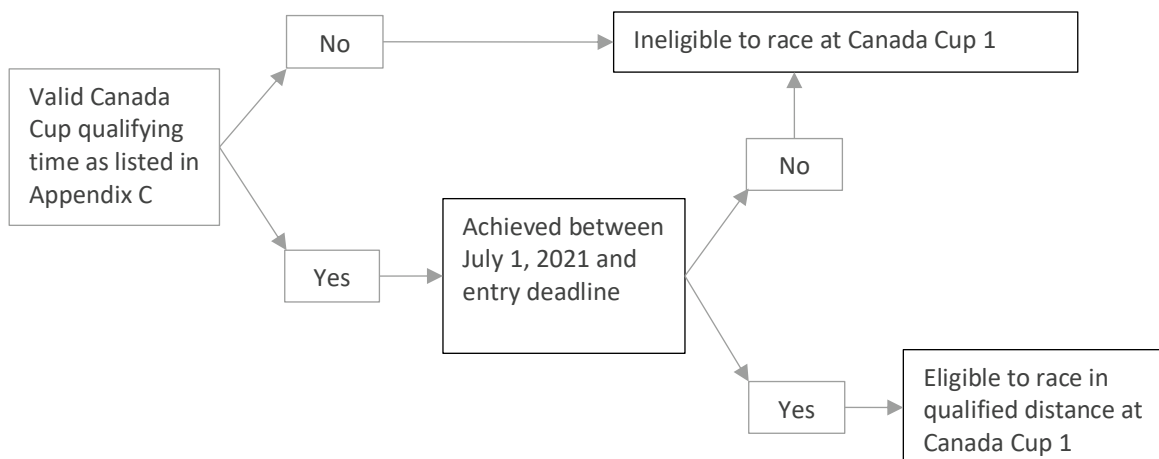 No
Ineligible to race at Canada Cup 1
Valid Canada
Cup qualifying
time as listed in
Appendix C
No
Yes
Achieved between
July 1, 2021 and
entry deadline
Yes
Eligible to race in
qualified distance at
Canada Cup 1